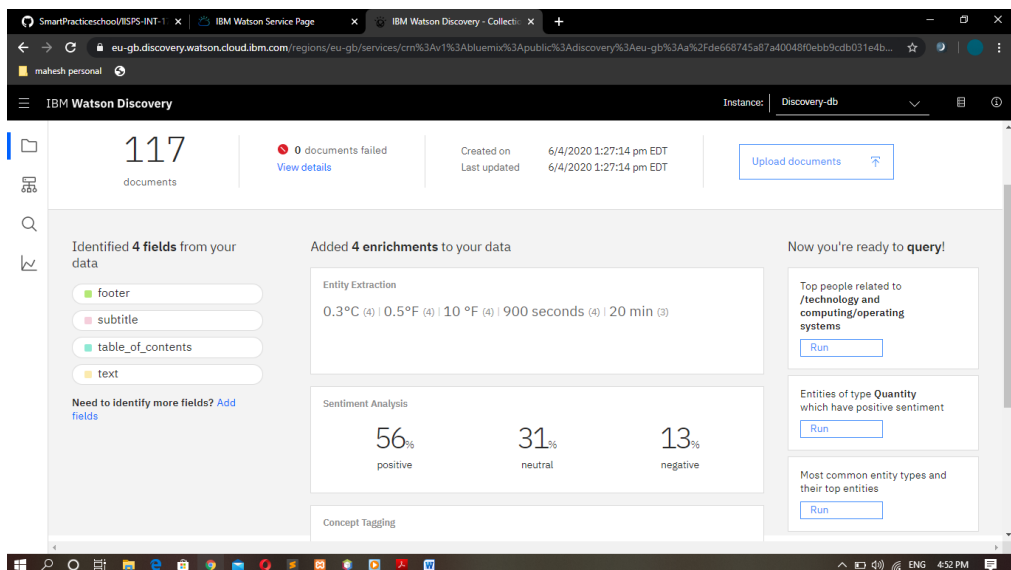 SmartPracticeschool/IISPS-INT-1
IBM Watson Service Page
IBM Watson Discovery - Collectio
eu-gb.discovery.watson.cloud.ibm.com/regions/eu-gb/services/crn%3Av1%3Abluemix%3Apublic%3Adiscovery%3Aeu-gb%3Aa%2Fde668745a87a40048f0ebb9cdb031e4b...
mahesh personal
IBM Watson Discovery
Instance: Discovery-db
117
documents
0 documents failed
View details
Created on 6/4/2020 1:27:14 pm EDT
Last updated 6/4/2020 1:27:14 pm EDT
Upload documents
Identified 4 fields from your
data
footer
subtitle
table_of_contents
text
Need to identify more fields? Add
fields
Added 4 enrichments to your data
Entity Extraction
0.3°C (4) | 0.5°F (4) | 10 °F (4) | 900 seconds (4) | 20 min (3)
Sentiment Analysis
56% 31% 13%
positive neutral negative
Concept Tagging
Now you're ready to query!
Top people related to
/technology and
computing/operating
systems
Run
Entities of type Quantity
which have positive sentiment
Run
Most common entity types and
their top entities
Run
ENG 4:52 PM